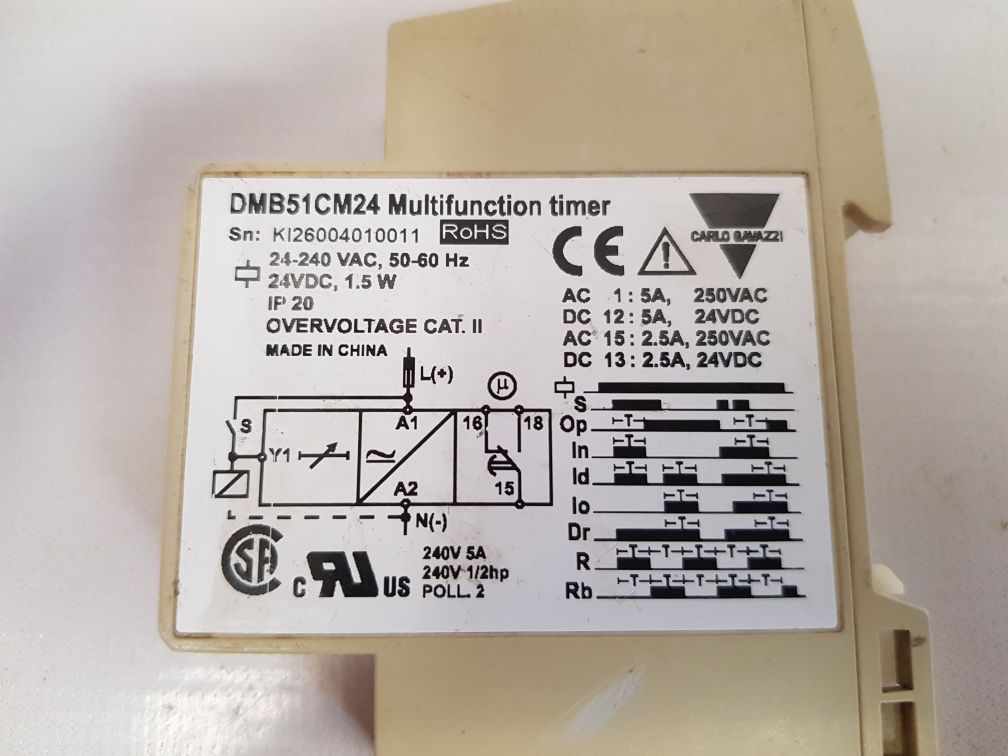 DMB51CM24 Multifunction timer
Sn: KI26004010011 RoHS
24-240 VAC, 50-60 Hz
24VDC, 1.5 W
IP 20
OVERVOLTAGE CAT. II
MADE IN CHINA
CE
CARLO GAVAZZI
AC 1 : 5A, 250VAC
DC 12 : 5A, 24VDC
AC 15 : 2.5A, 250VAC
DC 13 : 2.5A, 24VDC
L(+)
μ
S
A1
16
18
Y1
A2
15
N(-)
S
Op
In
Id
Io
Dr
R
Rb
T T
T
T T T
T T
T
T T T T T
T T T T T
SA
C RU US
240V 5A
240V 1/2hp
POLL. 2